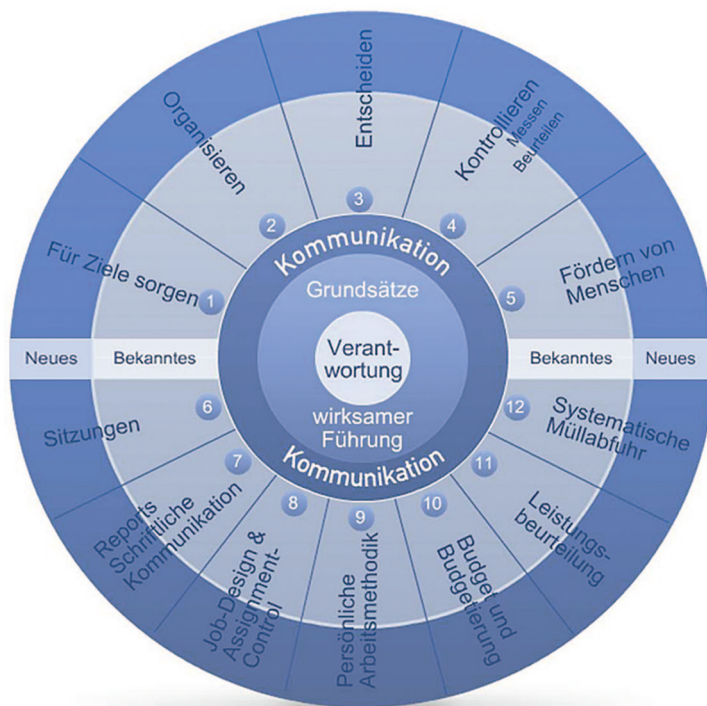 Entscheiden
3
Organisieren
2
Kontrollieren
Messen
Beurteilen
4
Für Ziele sorgen
1
Fördern von
Menschen
5
Kommunikation
Grundsätze
Verant-
wortung
wirksamer
Führung
Kommunikation
Neues
Bekanntes
Bekanntes
Neues
Sitzungen
6
Reports
Schriftliche
Kommunikation
7
Job-Design &
Assignment-
Control
8
Persönliche
Arbeitsmethodik
9
Budget und
Budgetierung
10
Leistungs-
beurteilung
11
Systematische
Müllabfuhr
12